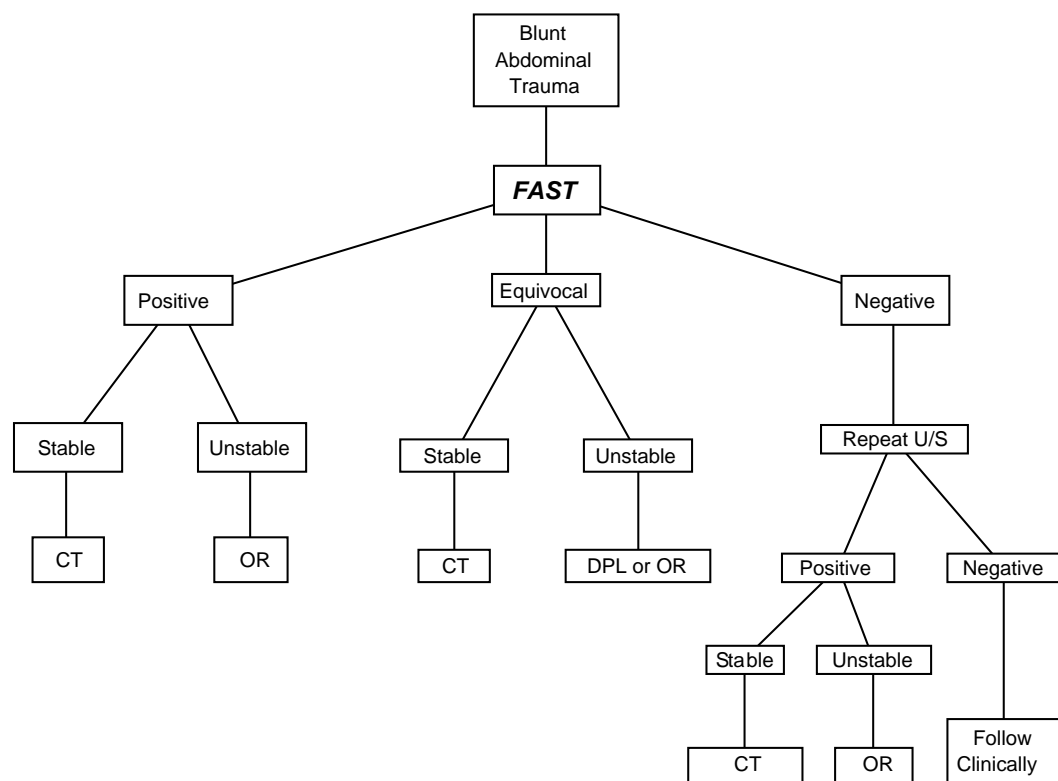 Blunt
Abdominal
Trauma
FAST
Positive
Equivocal
Negative
Stable
Unstable
Stable
Unstable
Repeat U/S
CT
OR
CT
DPL or OR
Positive
Negative
Stable
Unstable
CT
OR
Follow
Clinically